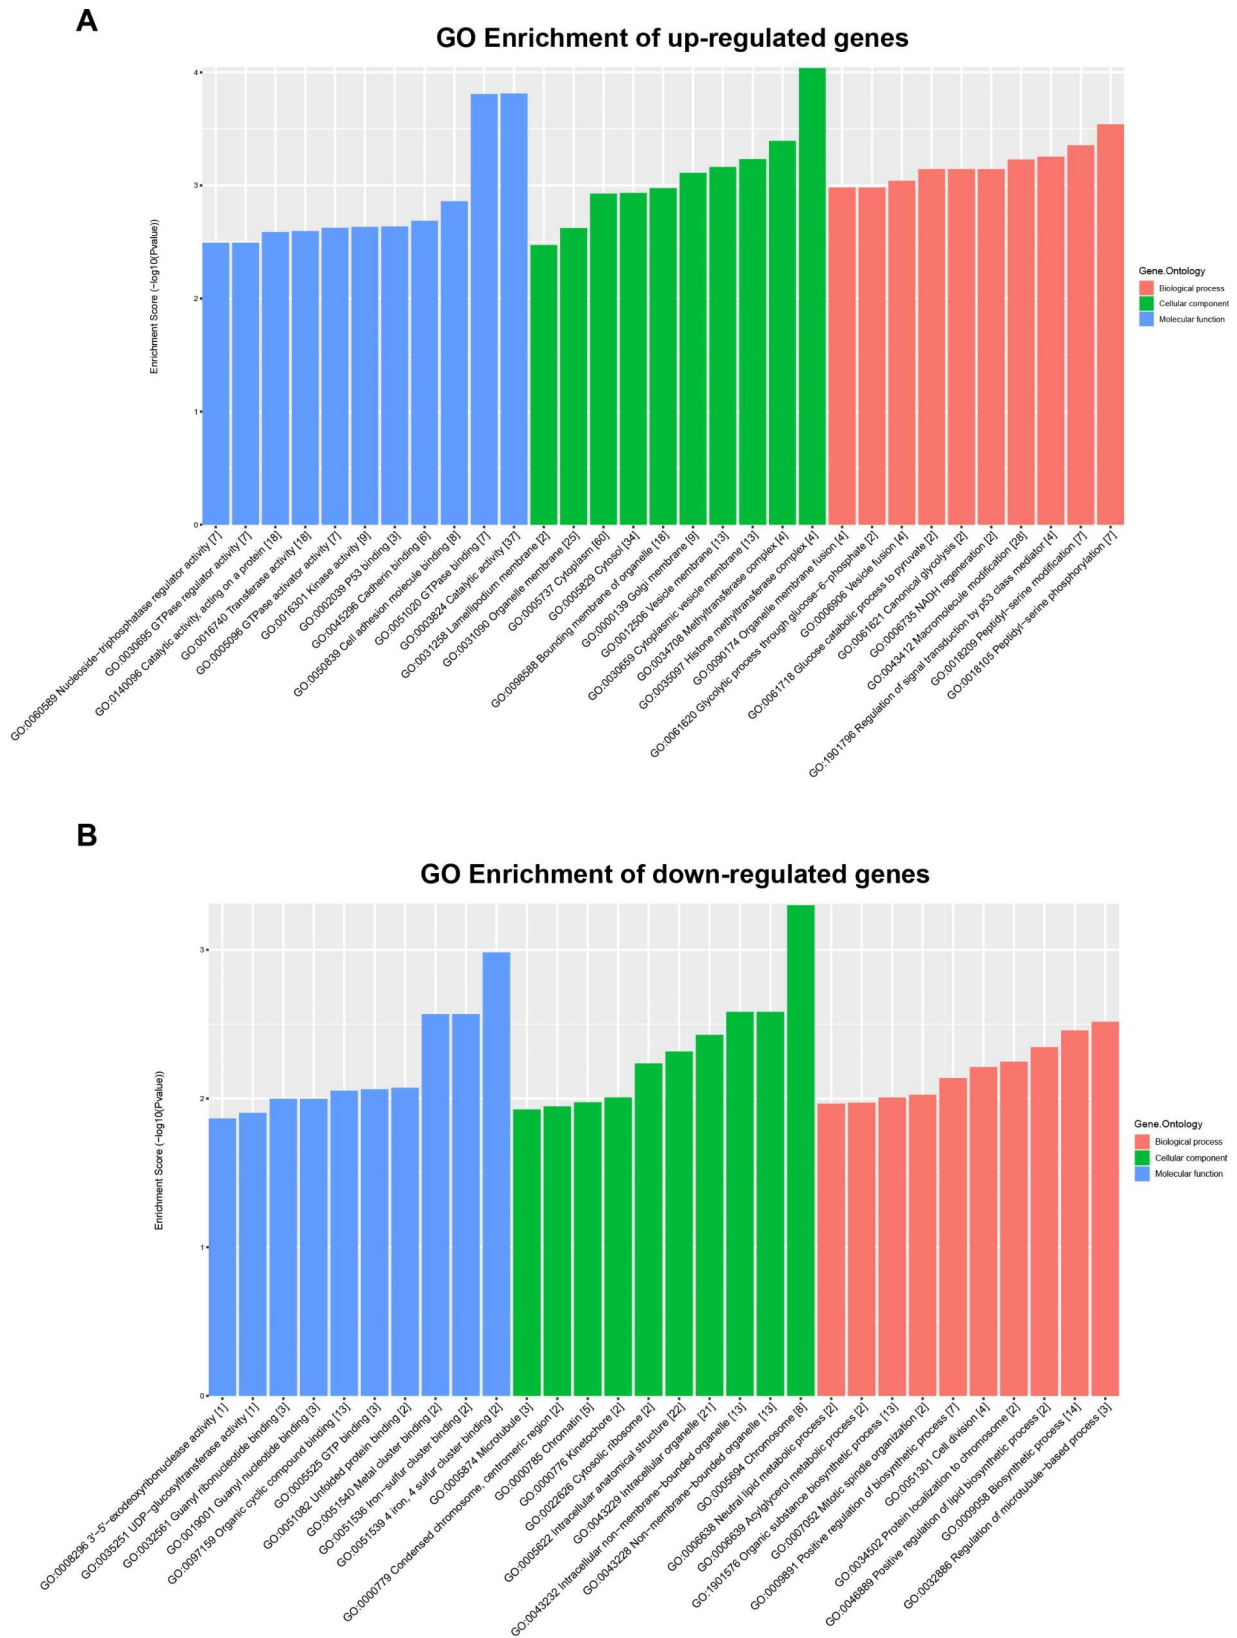 A
GO Enrichment of up-regulated genes
Enrichment Score (−log10(Pvalue))
4
3
2
1
0
GO:0060589 Nucleoside−triphosphatase regulator activity [7]
GO:0030695 GTPase regulator activity [7]
GO:0140096 Catalytic activity, acting on a protein [18]
GO:0016740 Transferase activity [18]
GO:0005096 GTPase activator activity [7]
GO:0016301 Kinase activity [9]
GO:0002039 P53 binding [3]
GO:0045296 Cadherin binding [6]
GO:0050839 Cell adhesion molecule binding [8]
GO:0051020 GTPase binding [7]
GO:0003824 Catalytic activity [37]
GO:0031258 Lamellipodium membrane [2]
GO:0031090 Organelle membrane [25]
GO:0005737 Cytoplasm [60]
GO:0005829 Cytosol [34]
GO:0098588 Bounding membrane of organelle [18]
GO:0000139 Golgi membrane [9]
GO:0012506 Vesicle membrane [13]
GO:0030659 Cytoplasmic vesicle membrane [13]
GO:0034708 Methyltransferase complex [4]
GO:0035097 Histone methyltransferase complex [4]
GO:0090174 Organelle membrane fusion [4]
GO:0061620 Glycolytic process through glucose−6−phosphate [2]
GO:0006906 Vesicle fusion [4]
GO:0061718 Glucose catabolic process to pyruvate [2]
GO:0061621 Canonical glycolysis [2]
GO:0006735 NADH regeneration [2]
GO:0043412 Macromolecule modification [28]
GO:1901796 Regulation of signal transduction by p53 class mediator [4]
GO:0018209 Peptidyl−serine modification [7]
GO:0018105 Peptidyl−serine phosphorylation [7]
Gene.Ontology
Biological process
Cellular component
Molecular function
B
GO Enrichment of down-regulated genes
Enrichment Score (−log10(Pvalue))
3
2
1
0
GO:0008296 3'−5'−exodeoxyribonuclease activity [1]
GO:0035251 UDP−glucosyltransferase activity [1]
GO:0032561 Guanyl ribonucleotide binding [3]
GO:0019001 Guanyl nucleotide binding [3]
GO:0097159 Organic cyclic compound binding [13]
GO:0005525 GTP binding [3]
GO:0051082 Unfolded protein binding [2]
GO:0051540 Metal cluster binding [2]
GO:0051536 Iron−sulfur cluster binding [2]
GO:0051539 4 iron, 4 sulfur cluster binding [2]
GO:0005874 Microtubule [3]
GO:0000779 Condensed chromosome, centromeric region [2]
GO:0000785 Chromatin [5]
GO:0000776 Kinetochore [2]
GO:0022626 Cytosolic ribosome [2]
GO:0005622 Intracellular anatomical structure [22]
GO:0043229 Intracellular organelle [21]
GO:0043232 Intracellular non−membrane−bounded organelle [13]
GO:0043228 Non−membrane−bounded organelle [13]
GO:0005694 Chromosome [8]
GO:0006638 Neutral lipid metabolic process [2]
GO:0006639 Acylglycerol metabolic process [2]
GO:1901576 Organic substance biosynthetic process [13]
GO:0007052 Mitotic spindle organization [2]
GO:0009891 Positive regulation of biosynthetic process [7]
GO:0051301 Cell division [4]
GO:0034502 Protein localization to chromosome [2]
GO:0046889 Positive regulation of lipid biosynthetic process [2]
GO:0009058 Biosynthetic process [14]
GO:0032886 Regulation of microtubule−based process [3]
Gene.Ontology
Biological process
Cellular component
Molecular function